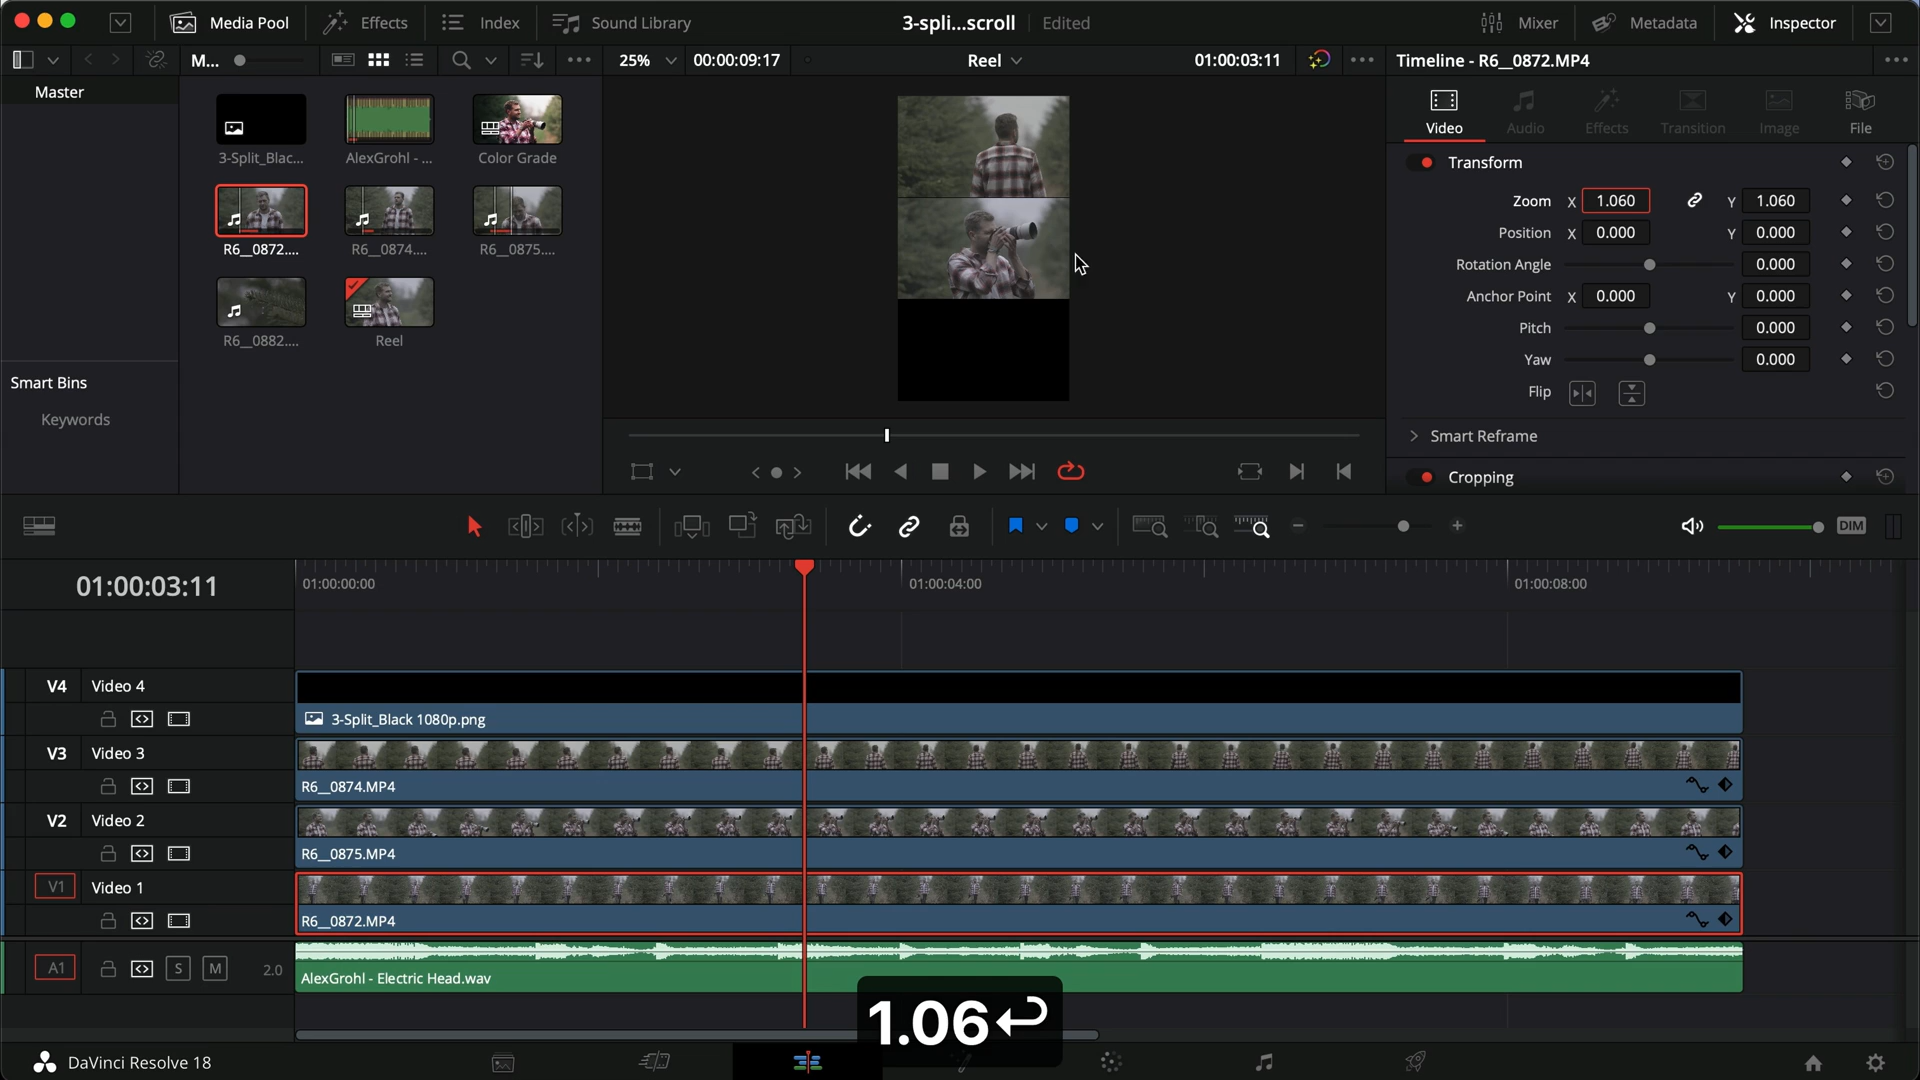 Media Pool
Effects
Index
Sound Library
3-spli...scroll
Edited
Mixer
Metadata
Inspector
M...
25%
00:00:09:17
Reel
01:00:03:11
Timeline - R6__0872.MP4
Master
3-Split_Blac...
AlexGrohl - ...
Color Grade
R6__0872....
R6__0874....
R6__0875....
R6__0882....
Reel
Smart Bins
Keywords
Video
Audio
Effects
Transition
Image
File
Transform
Zoom X 1.060 Y 1.060
Position X 0.000 Y 0.000
Rotation Angle 0.000
Anchor Point X 0.000 Y 0.000
Pitch 0.000
Yaw 0.000
Flip
Smart Reframe
Cropping
DIM
01:00:03:11
01:00:00:00
01:00:04:00
01:00:08:00
V4 Video 4
3-Split_Black 1080p.png
V3 Video 3
R6__0874.MP4
V2 Video 2
R6__0875.MP4
V1 Video 1
R6__0872.MP4
A1 S M 2.0
AlexGrohl - Electric Head.wav
1.06↩
DaVinci Resolve 18